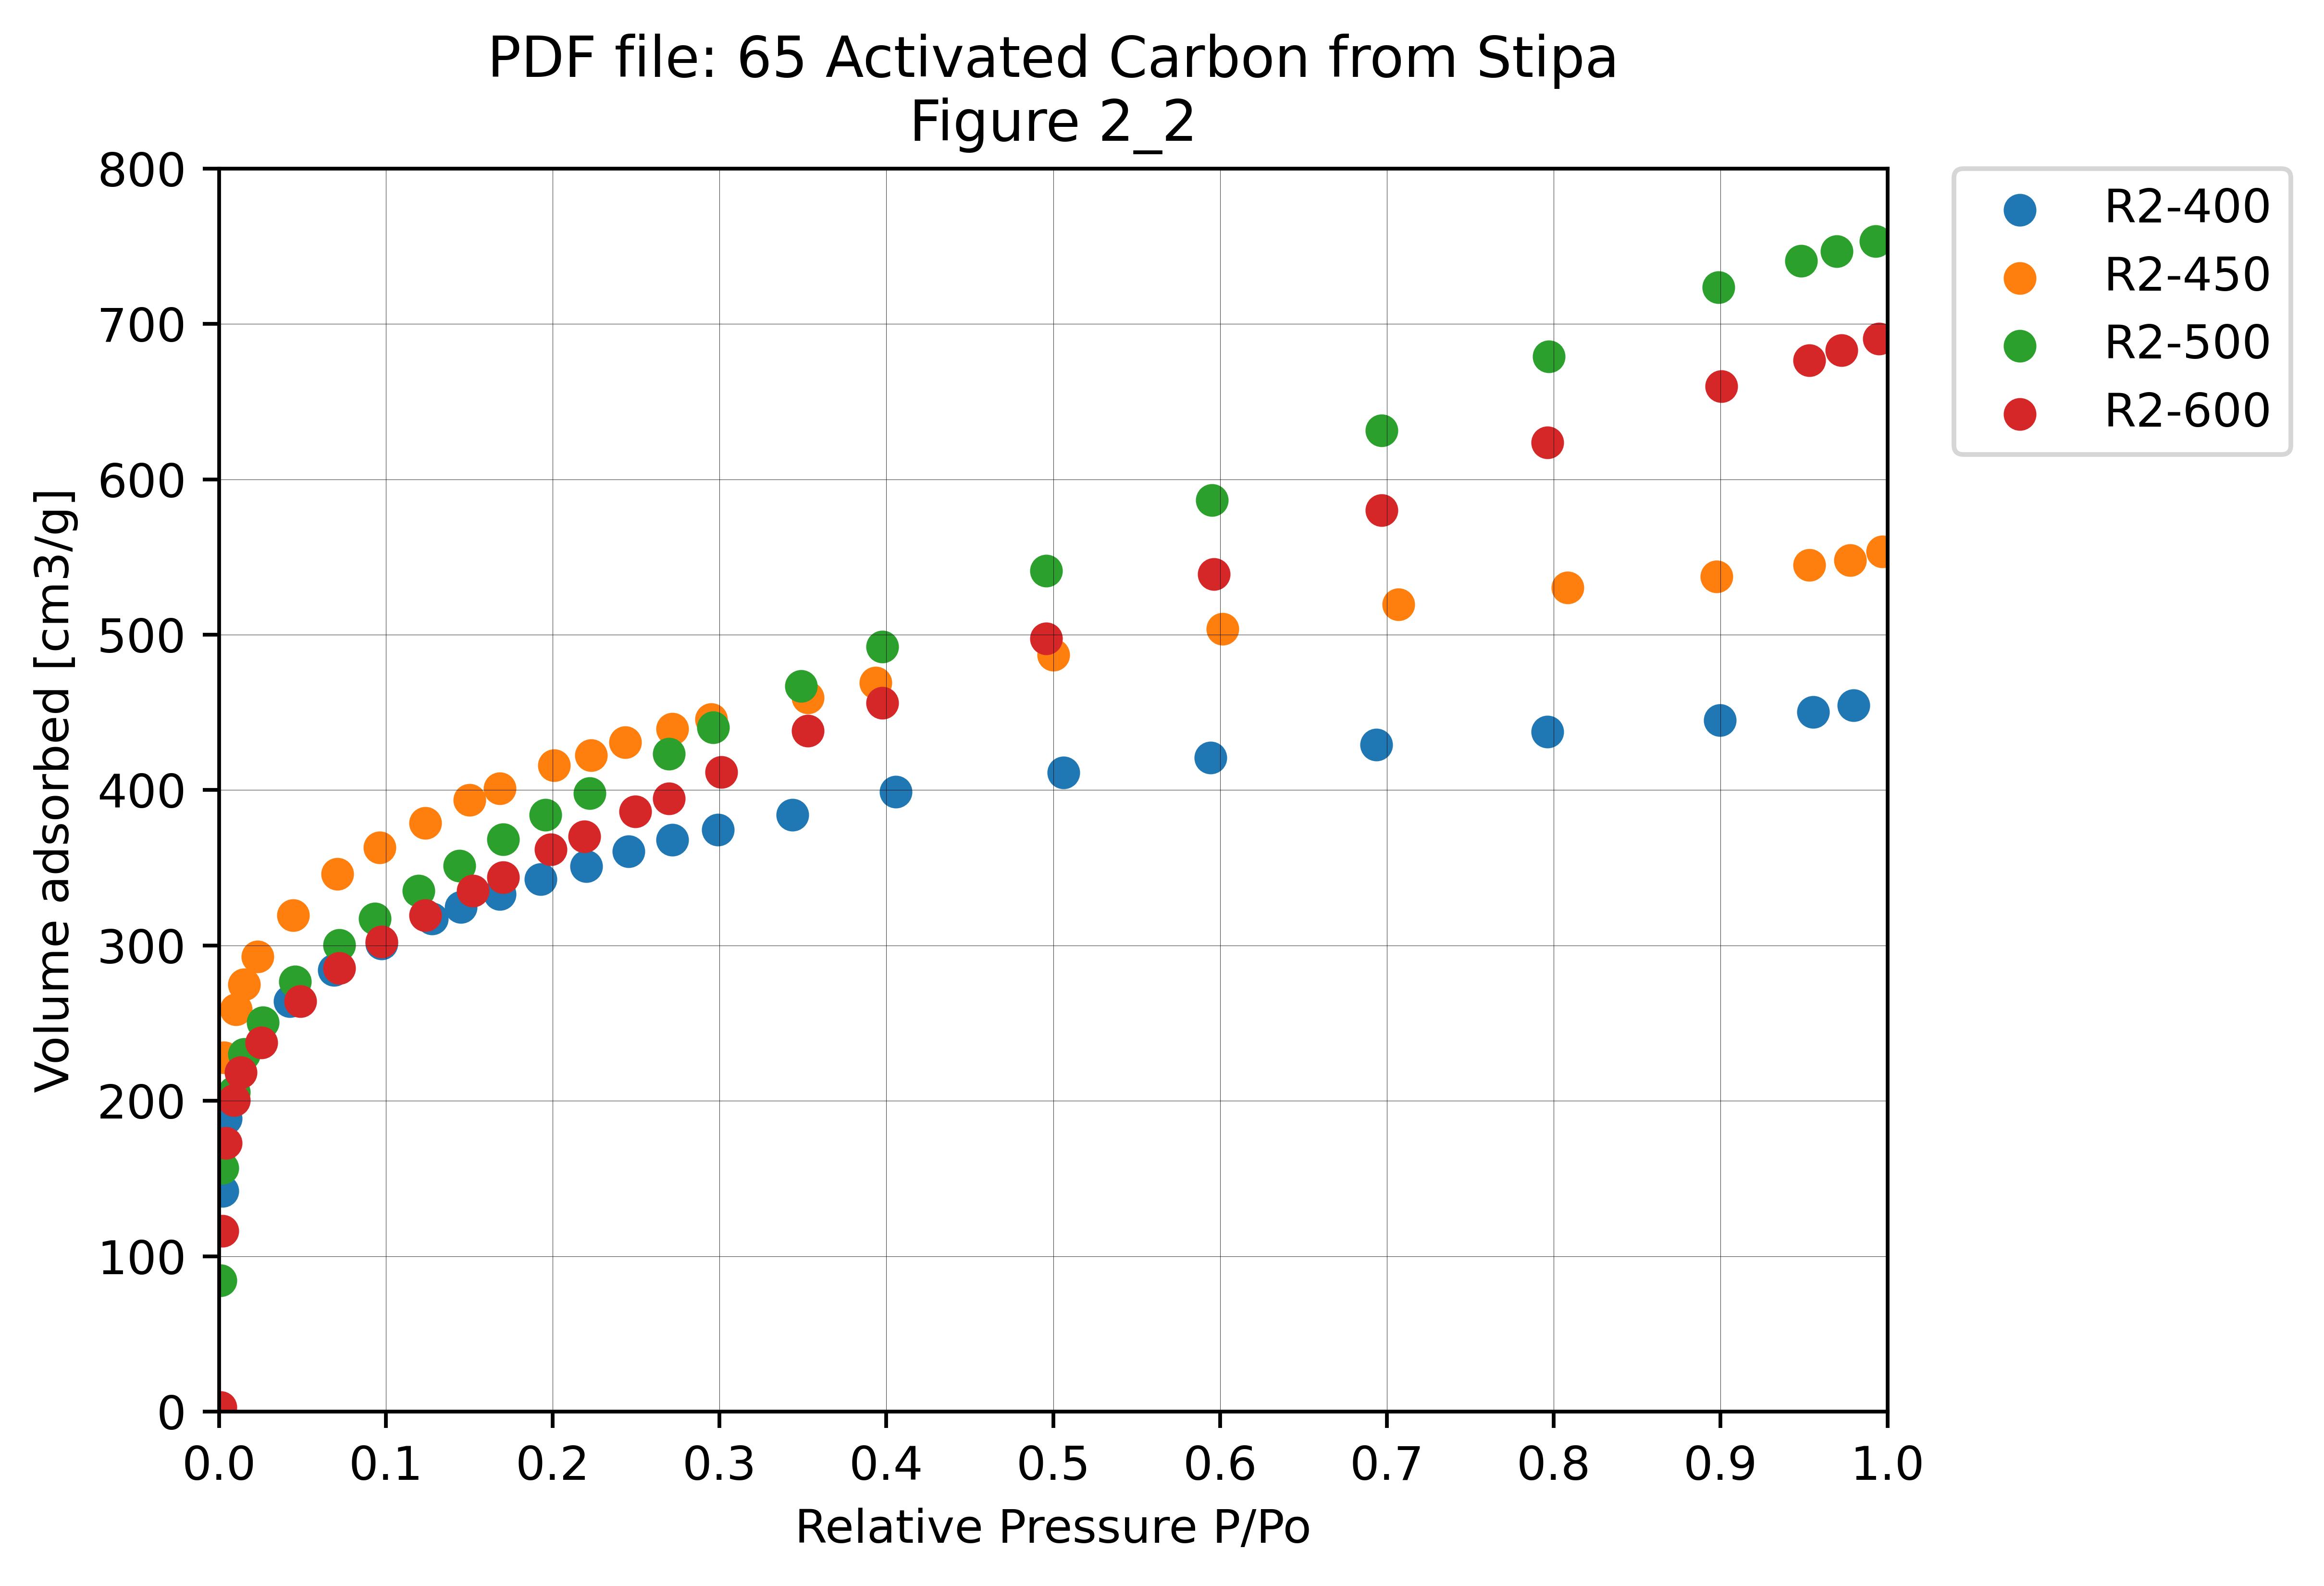 PDF file: 65 Activated Carbon from Stipa
Figure 2_2
800
700
600
500
400
300
200
100
0
Volume adsorbed [cm3/g]
0.0 0.1 0.2 0.3 0.4 0.5 0.6 0.7 0.8 0.9 1.0
Relative Pressure P/Po
R2-400
R2-450
R2-500
R2-600